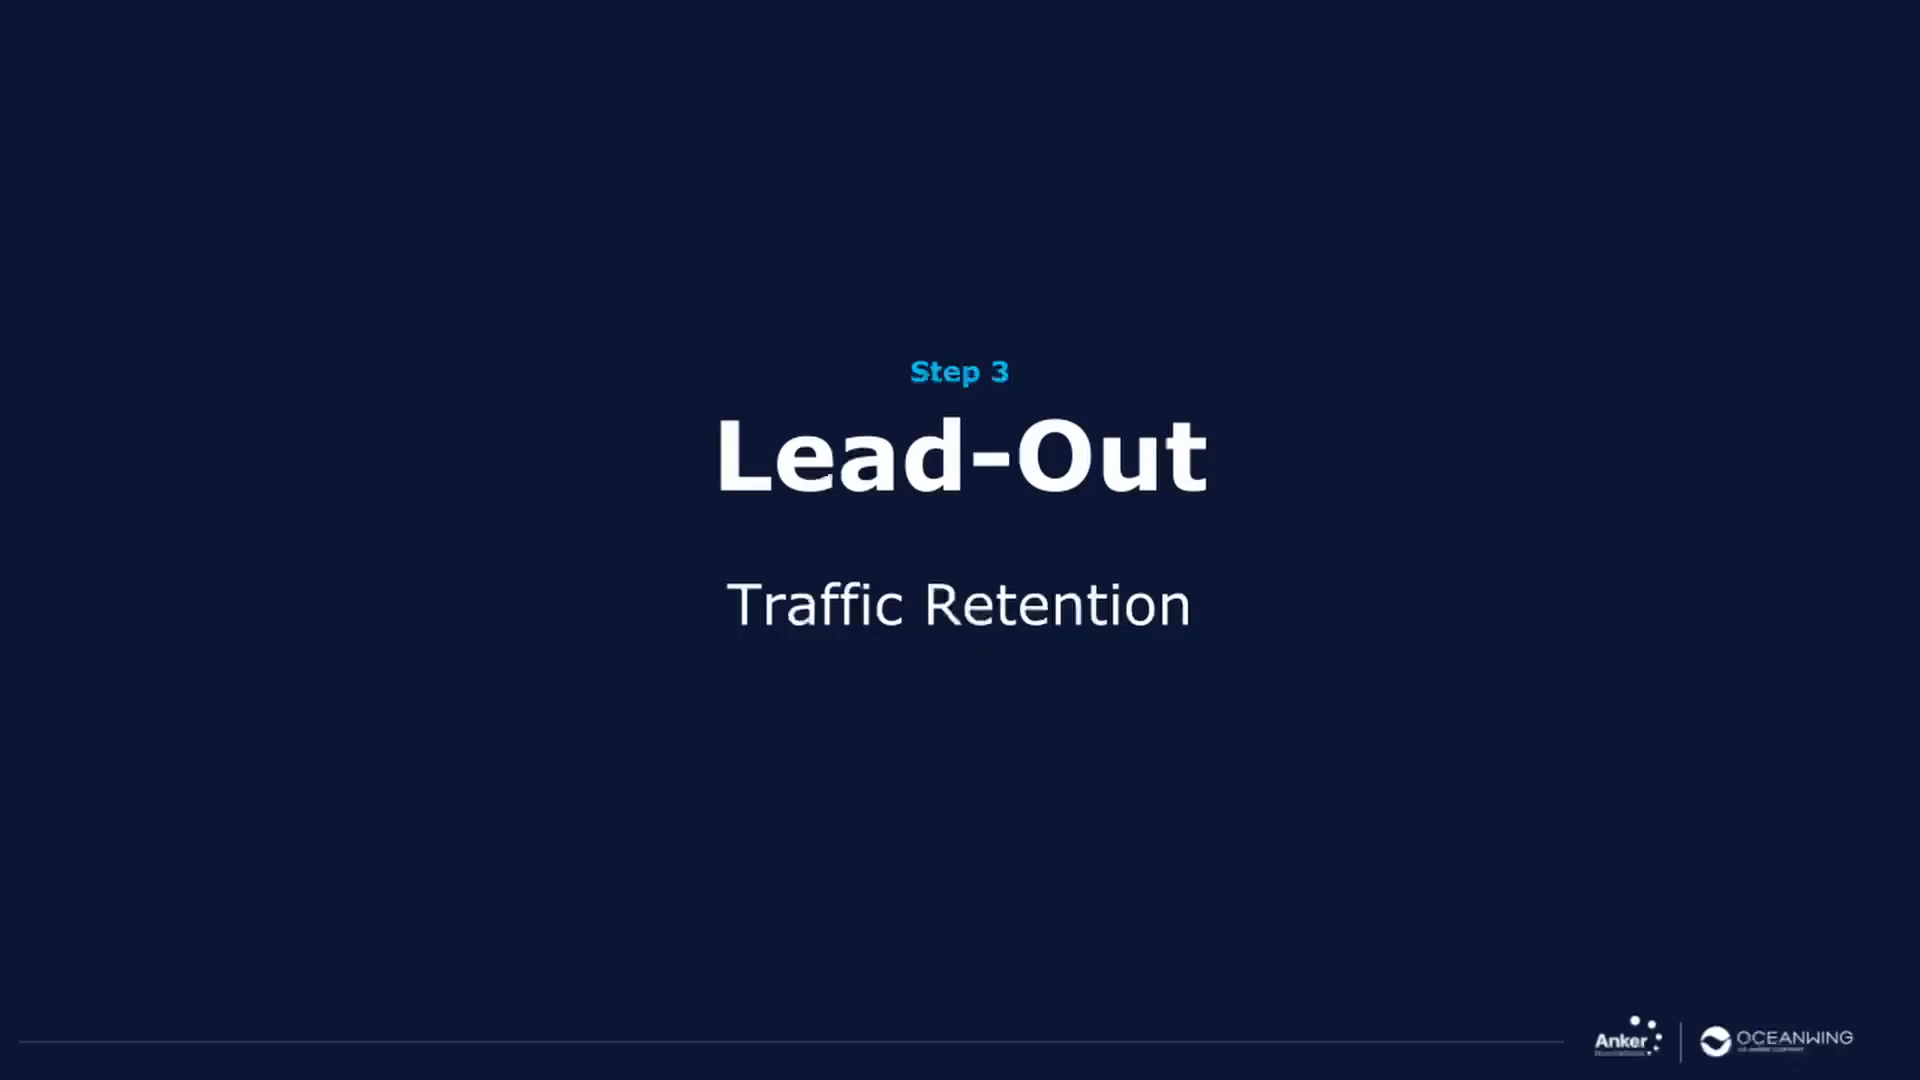 Step 3
Lead-Out
Traffic Retention
Anker
OCEANWING